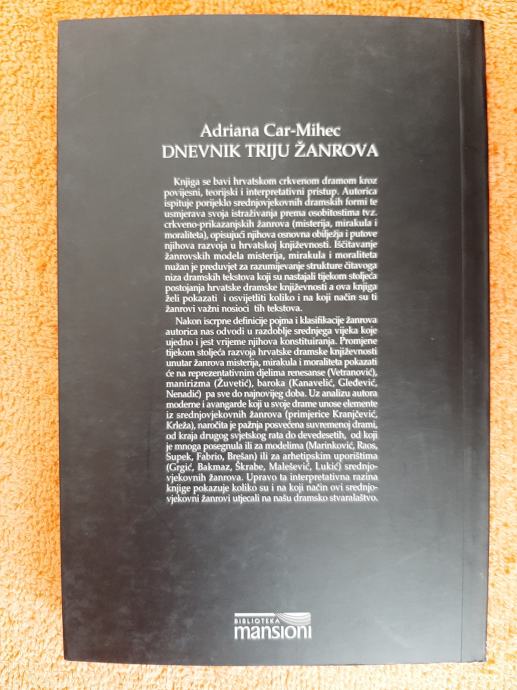 Adriana Car-Mihec
DNEVNIK TRIJU ŽANROVA
Knjiga se bavi hrvatskom crkvenom dramom kroz
povijesni, teorijski i interpretativni pristup. Autorica
ispituje porijeklo srednjovjekovnih dramskih formi te
usmjerava svoja istraživanja prema osobitostima tvz.
crkveno-prikazanjskih žanrova (misterija, mirakula i
moraliteta), opisujući njihova osnovna obilježja i putove
njihova razvoja u hrvatskoj književnosti. Iščitavanje
žanrovskih modela misterija, mirakula i moraliteta
nužan je preduvjet za razumijevanje strukture čitavoga
niza dramskih tekstova koji su nastajali tijekom stoljeća
postojanja hrvatske dramske književnosti a ova knjiga
želi pokazati i osvijetliti koliko i na koji način su ti
žanrovi važni nosioci tih tekstova.
Nakon iscrpne definicije pojma i klasifikacije žanrova
autorica nas odvodi u razdoblje srednjega vijeka koje
ujedno i jest vrijeme njihova konstituiranja. Promjene
tijekom stoljeća razvoja hrvatske dramske književnosti
unutar žanrova misterija, mirakula i moraliteta pokazati
će na reprezentativnim djelima renesanse (Vetranović),
manirizma (Žuvetić), baroka (Kanavelić, Gleđević,
Nenadić) pa sve do najnovijeg doba. Uz analizu autora
moderne i avangarde koji u svoje drame unose elemente
iz srednjovjekovnih žanrova (primjerice Kranjčević,
Krleža), naročita je pažnja posvećena suvremenoj drami,
od kraja drugog svjetskog rata do devedesetih, od koji
je mnoga posegnula ili za modelima (Marinković, Raos,
Supek, Fabrio, Brešan) ili za arhetipskim uporištima
(Grgić, Bakmaz, Škrabe, Malešević, Lukić) srednjo-
vjekovnih žanrova. Upravo ta interpretativna razina
knjige pokazuje koliko su i na koji način ovi srednjo-
vjekovni žanrovi utjecali na našu dramsko stvaralaštvo.
BIBLIOTEKA
mansioni